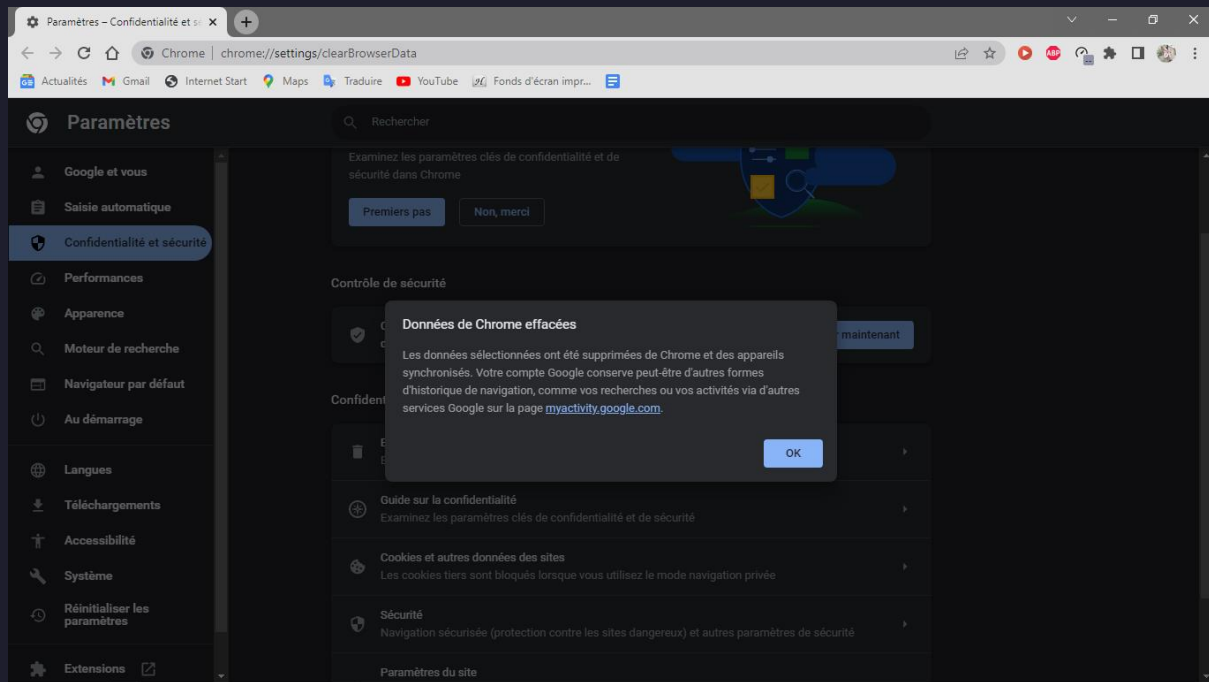 Paramètres – Confidentialité et sé
Chrome | chrome://settings/clearBrowserData
ABP
GE Actualités Gmail Internet Start Maps Traduire YouTube Fonds d'écran impr...
Paramètres
Rechercher
Google et vous
Saisie automatique
Confidentialité et sécurité
Performances
Apparence
Moteur de recherche
Navigateur par défaut
Au démarrage
Langues
Téléchargements
Accessibilité
Système
Réinitialiser les
paramètres
Extensions
Examinez les paramètres clés de confidentialité et de
sécurité dans Chrome
Premiers pas Non, merci
Contrôle de sécurité
maintenant
Données de Chrome effacées
Les données sélectionnées ont été supprimées de Chrome et des appareils
synchronisés. Votre compte Google conserve peut-être d'autres formes
d'historique de navigation, comme vos recherches ou vos activités via d'autres
services Google sur la page myactivity.google.com.
OK
Confident
Guide sur la confidentialité
Examinez les paramètres clés de confidentialité et de sécurité
Cookies et autres données des sites
Les cookies tiers sont bloqués lorsque vous utilisez le mode navigation privée
Sécurité
Navigation sécurisée (protection contre les sites dangereux) et autres paramètres de sécurité
Paramètres du site